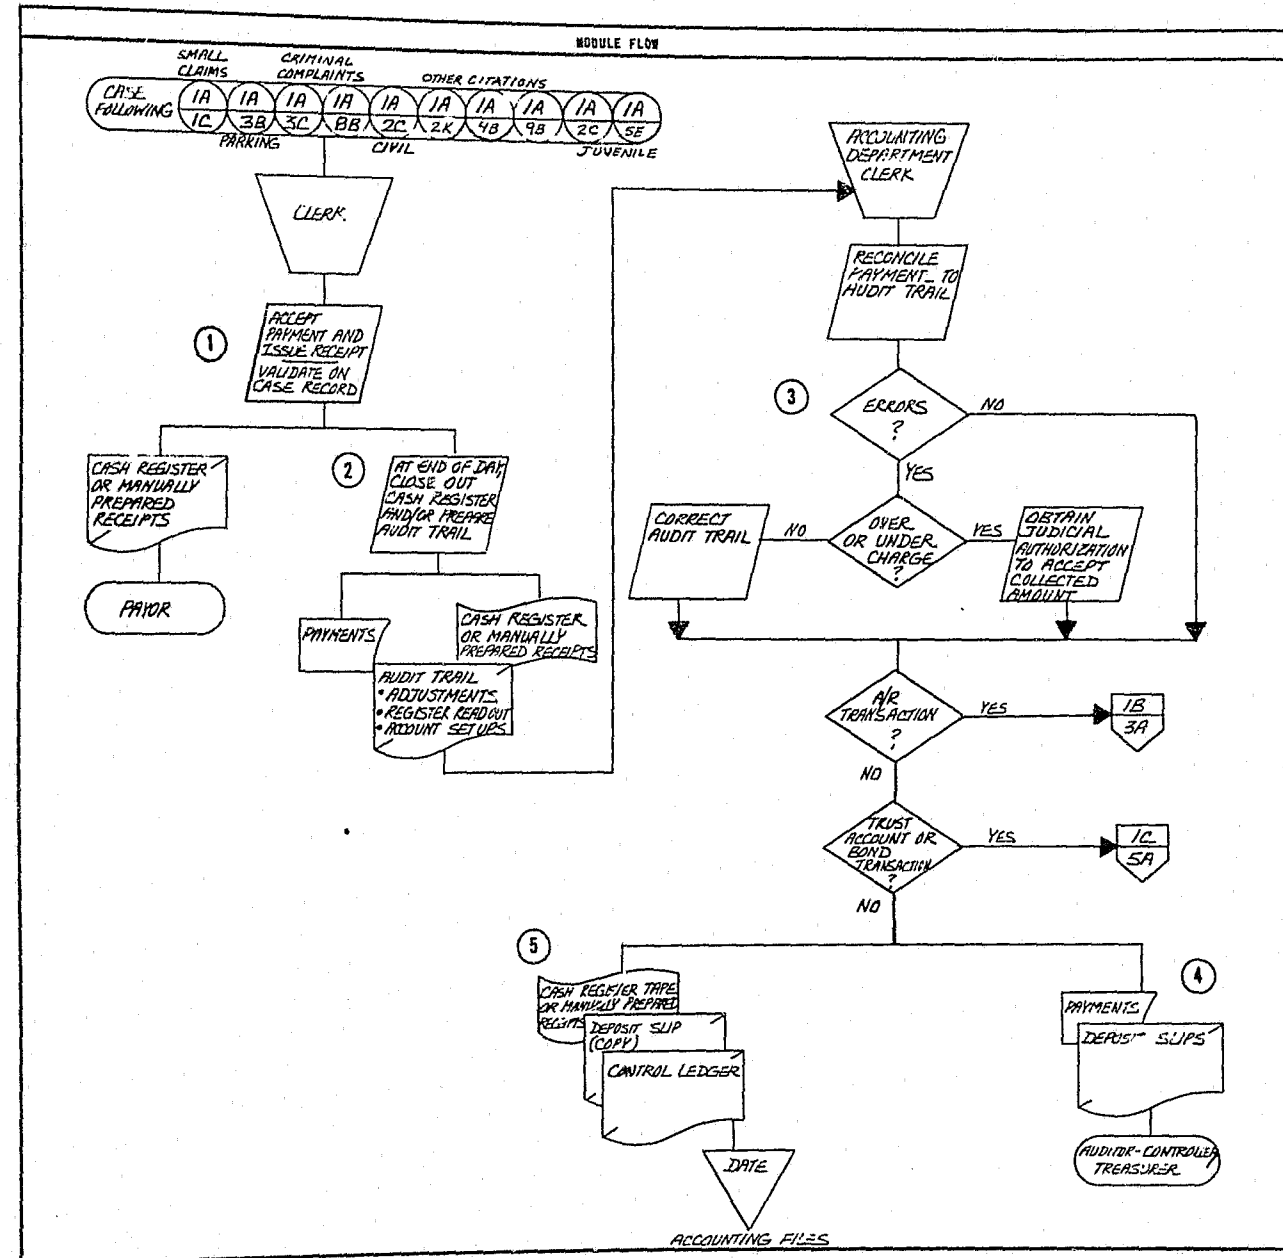 MODULE FLOW
SMALL
CLAIMS
CRIMINAL
COMPLAINTS
OTHER CITATIONS
CASE
FOLLOWING
1A 1A 1A 1A 1A 1A 1A 1A 1A 1A
1C 3B 3C 8B 2C 2K 4B 9B 2C 5E
PARKING
CIVIL
JUVENILE
CLERK
1
ACCEPT
PAYMENT AND
ISSUE RECEIPT
VALIDATE ON
CASE RECORD
CASH REGISTER
OR MANUALLY
PREPARED
RECEIPTS
PAYOR
2
AT END OF DAY,
CLOSE OUT
CASH REGISTER
AND/OR PREPARE
AUDIT TRAIL
PAYMENTS
CASH REGISTER
OR MANUALLY
PREPARED RECEIPTS
AUDIT TRAIL
• ADJUSTMENTS
• REGISTER READOUT
• ACCOUNT SETUPS
ACCOUNTING
DEPARTMENT
CLERK
RECONCILE
PAYMENT TO
AUDIT TRAIL
3
ERRORS
?
NO
YES
OVER
OR UNDER
CHARGE
?
NO
YES
CORRECT
AUDIT TRAIL
OBTAIN
JUDICIAL
AUTHORIZATION
TO ACCEPT
COLLECTED
AMOUNT
A/R
TRANSACTION
?
YES
1B
3A
NO
TRUST
ACCOUNT OR
BOND
TRANSACTION
?
YES
1C
5A
NO
5
CASH REGISTER TAPE
OR MANUALLY PREPARED
RECEIPTS
DEPOSIT SLIP
(COPY)
CONTROL LEDGER
DATE
ACCOUNTING FILES
4
PAYMENTS
DEPOSIT SLIPS
AUDITOR-CONTROLLER
TREASURER